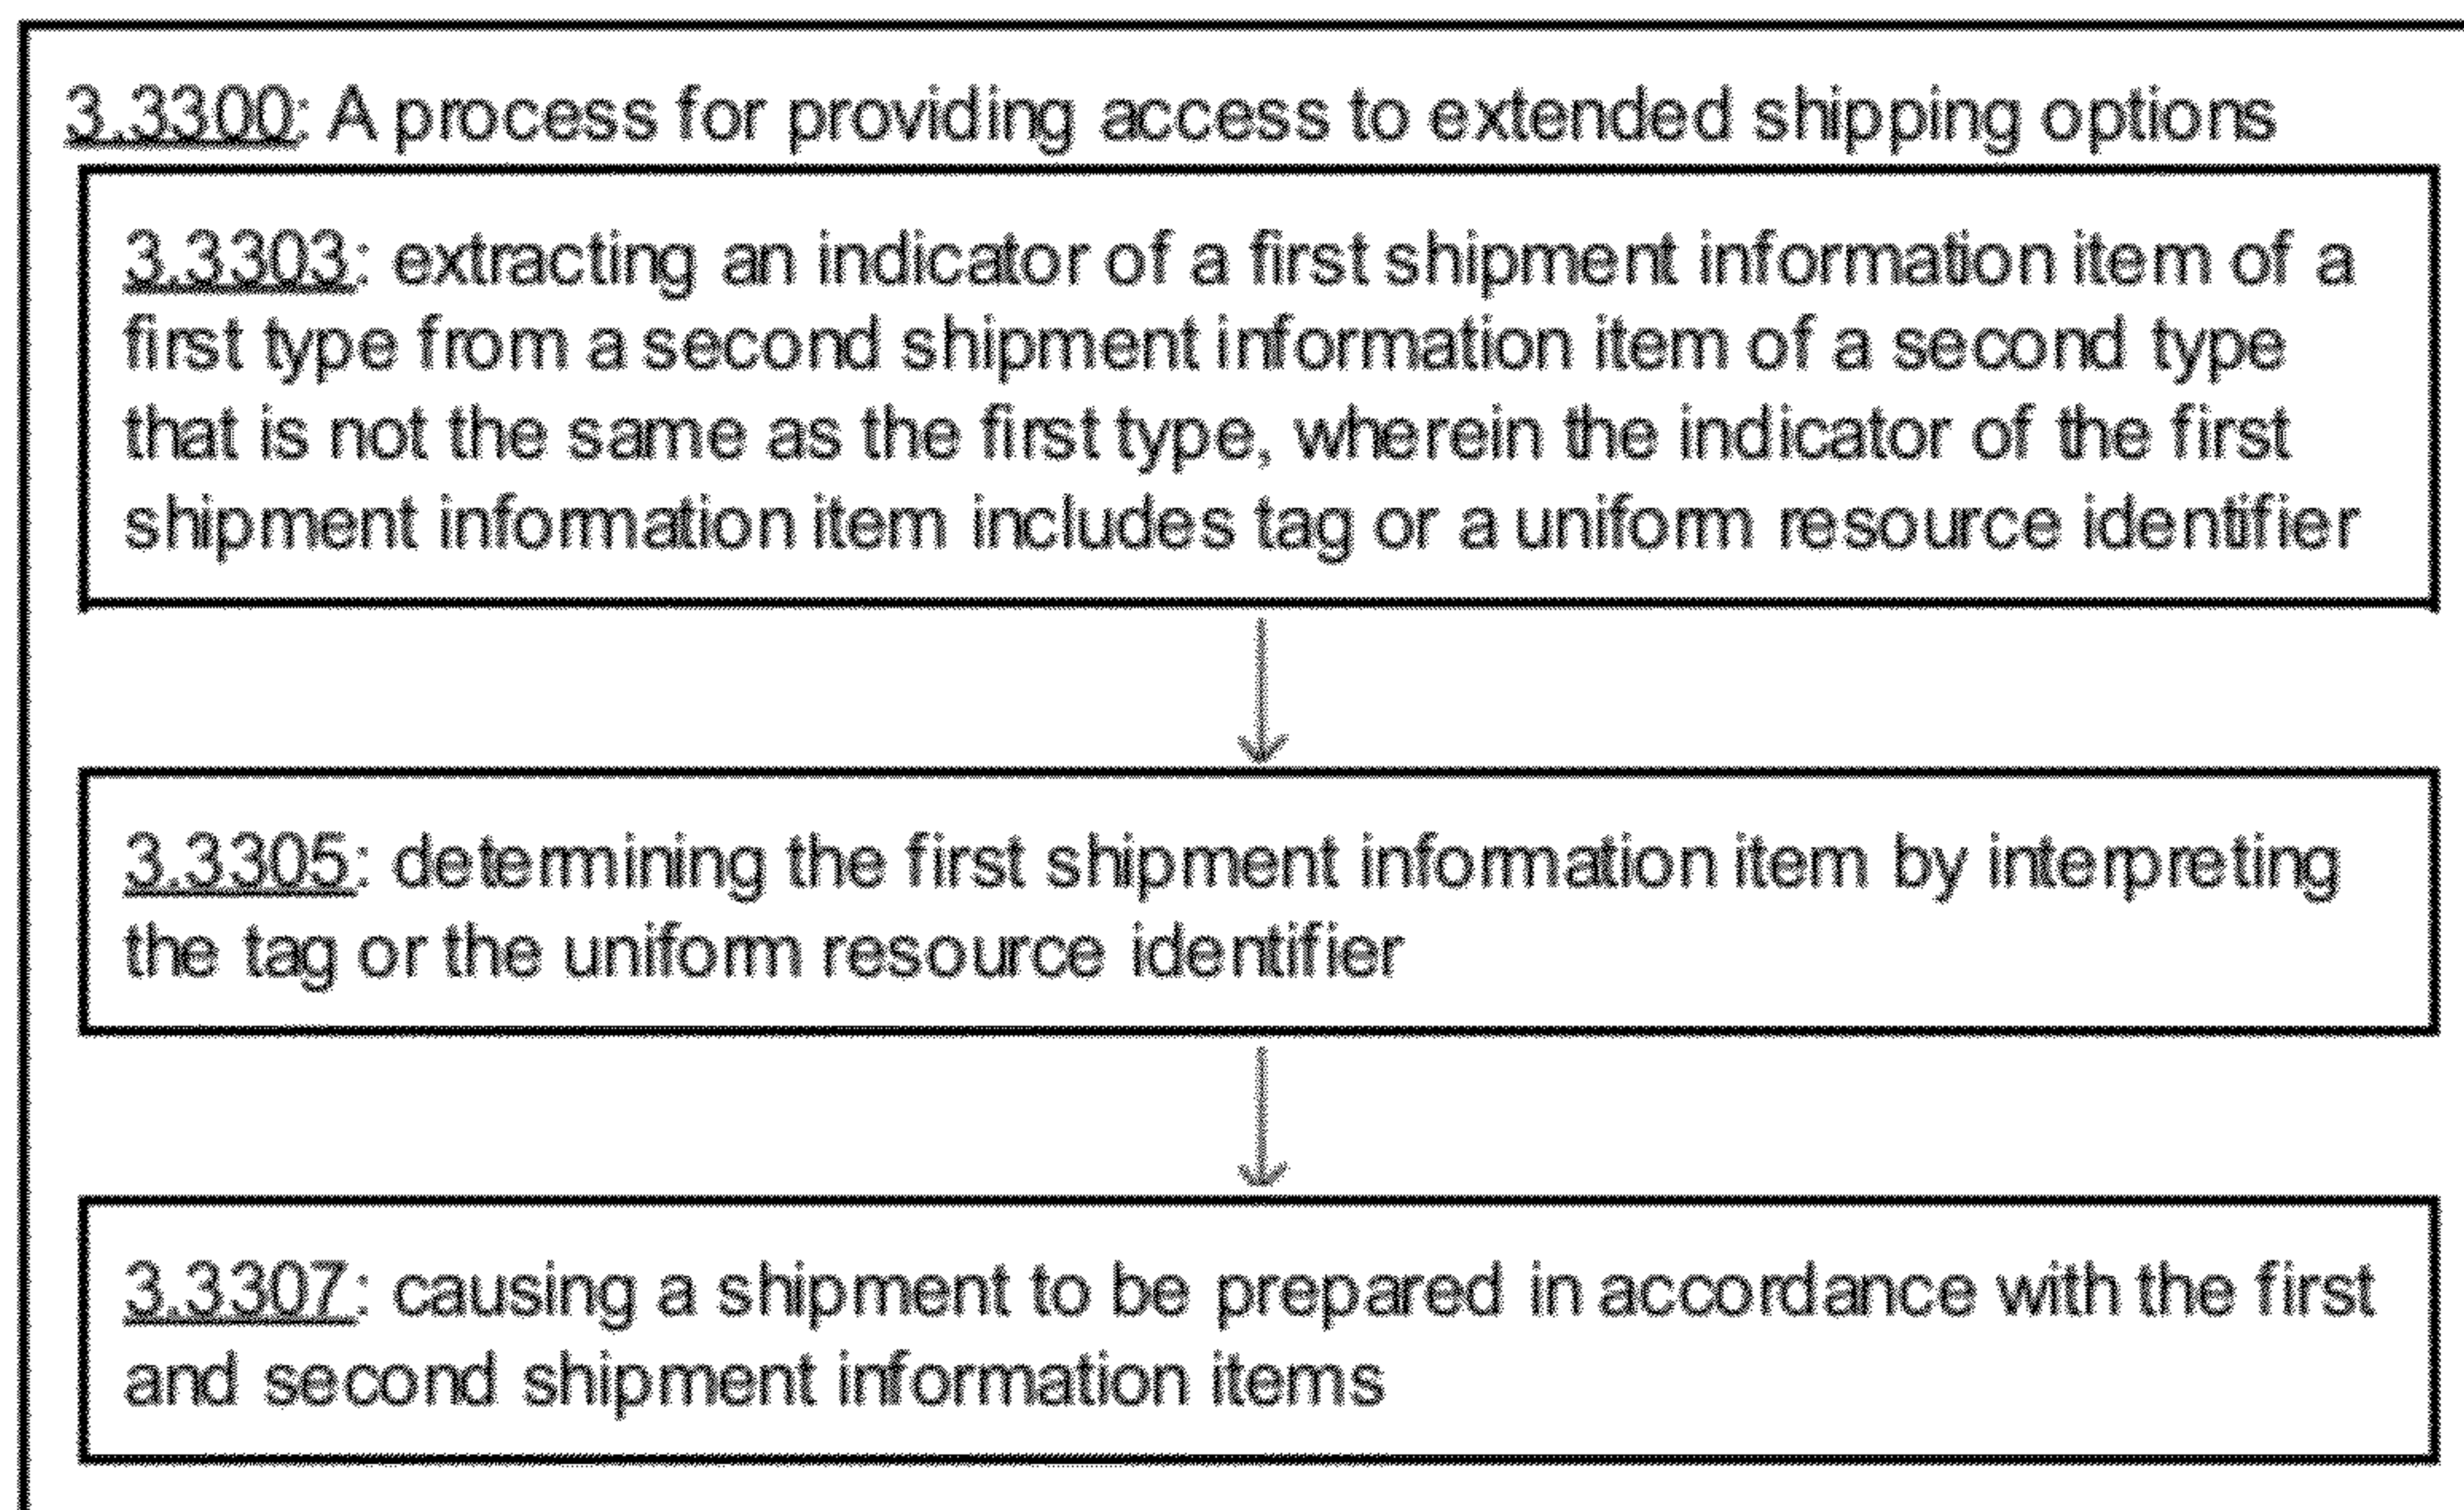 3.3300: A process for providing access to extended shipping options
3.3303: extracting an indicator of a first shipment information item of a
first type from a second shipment information item of a second type
that is not the same as the first type, wherein the indicator of the first
shipment information item includes tag or a uniform resource identifier
3.3305: determining the first shipment information item by interpreting
the tag or the uniform resource identifier
3.3307: causing a shipment to be prepared in accordance with the first
and second shipment information items